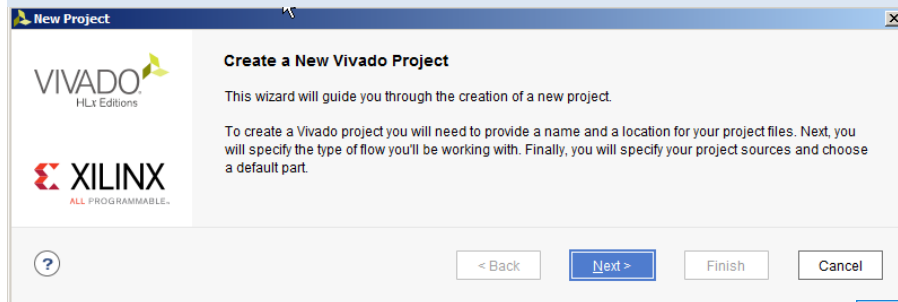 New Project
VIVADO
HLx Editions
XILINX
ALL PROGRAMMABLE™
Create a New Vivado Project
This wizard will guide you through the creation of a new project.
To create a Vivado project you will need to provide a name and a location for your project files. Next, you
will specify the type of flow you'll be working with. Finally, you will specify your project sources and choose
a default part.
?
< Back
Next >
Finish
Cancel